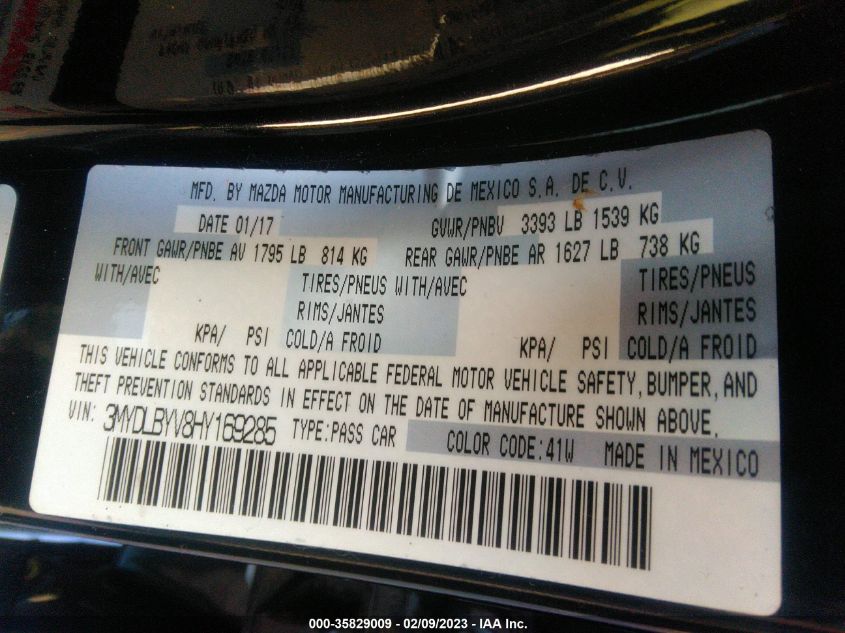 MFD. BY MAZDA MOTOR MANUFACTURING DE MEXICO S.A. DE C.V.
DATE 01/17 GVWR/PNBV 3393 LB 1539 KG
FRONT GAWR/PNBE AV 1795 LB 814 KG REAR GAWR/PNBE AR 1627 LB 738 KG
WITH/AVEC TIRES/PNEUS WITH/AVEC TIRES/PNEUS
RIMS/JANTES RIMS/JANTES
KPA/ PSI COLD/A FROID KPA/ PSI COLD/A FROID
THIS VEHICLE CONFORMS TO ALL APPLICABLE FEDERAL MOTOR VEHICLE SAFETY, BUMPER, AND
THEFT PREVENTION STANDARDS IN EFFECT ON THE DATE OF MANUFACTURE SHOWN ABOVE.
VIN: 3MYDLBYV8HY169285 TYPE:PASS CAR COLOR CODE:41W MADE IN MEXICO
000-35829009 - 02/09/2023 - IAA Inc.